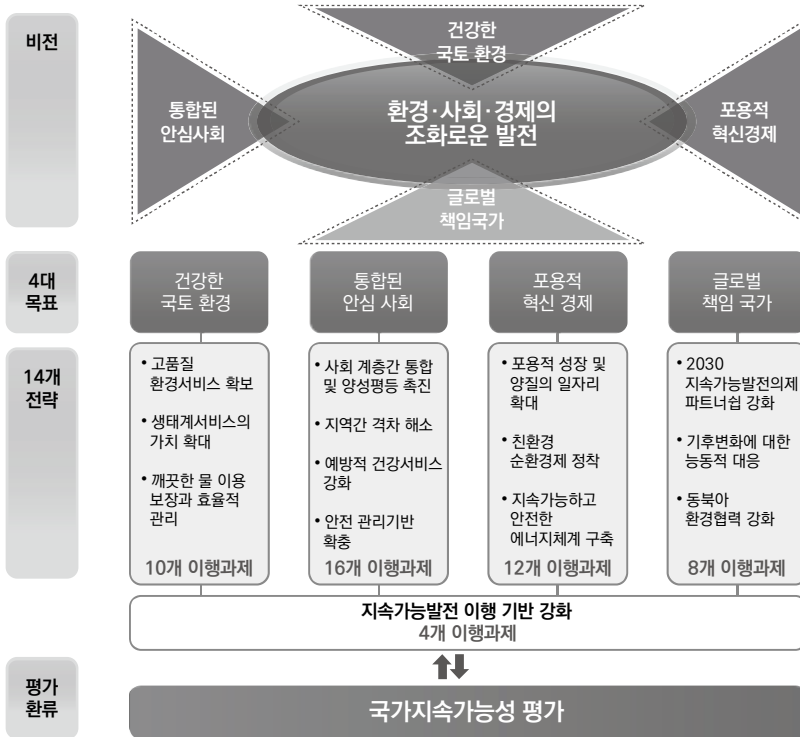 비전
건강한
국토 환경
통합된
안심사회
환경·사회·경제의
조화로운 발전
포용적
혁신경제
글로벌
책임국가
4대
목표
건강한
국토 환경
통합된
안심 사회
포용적
혁신 경제
글로벌
책임 국가
14개
전략
• 고품질
환경서비스 확보
• 생태계서비스의
가치 확대
• 깨끗한 물 이용
보장과 효율적
관리
10개 이행과제
• 사회 계층간 통합
및 양성평등 촉진
• 지역간 격차 해소
• 예방적 건강서비스
강화
• 안전 관리기반
확충
16개 이행과제
• 포용적 성장 및
양질의 일자리
확대
• 친환경
순환경제 정착
• 지속가능하고
안전한
에너지체계 구축
12개 이행과제
• 2030
지속가능발전의제
파트너쉽 강화
• 기후변화에 대한
능동적 대응
• 동북아
환경협력 강화
8개 이행과제
지속가능발전 이행 기반 강화
4개 이행과제
평가
환류
국가지속가능성 평가